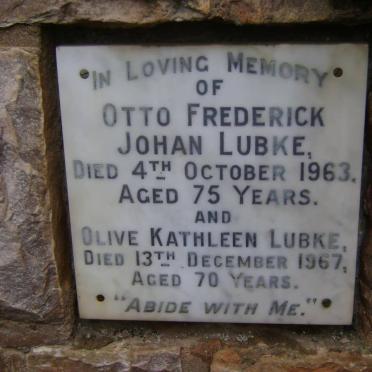 IN LOVING MEMORY
OF
OTTO FREDERICK
JOHAN LUBKE,
DIED 4TH OCTOBER 1963.
AGED 75 YEARS.
AND
OLIVE KATHLEEN LUBKE,
DIED 13TH DECEMBER 1967,
AGED 70 YEARS.
"ABIDE WITH ME."